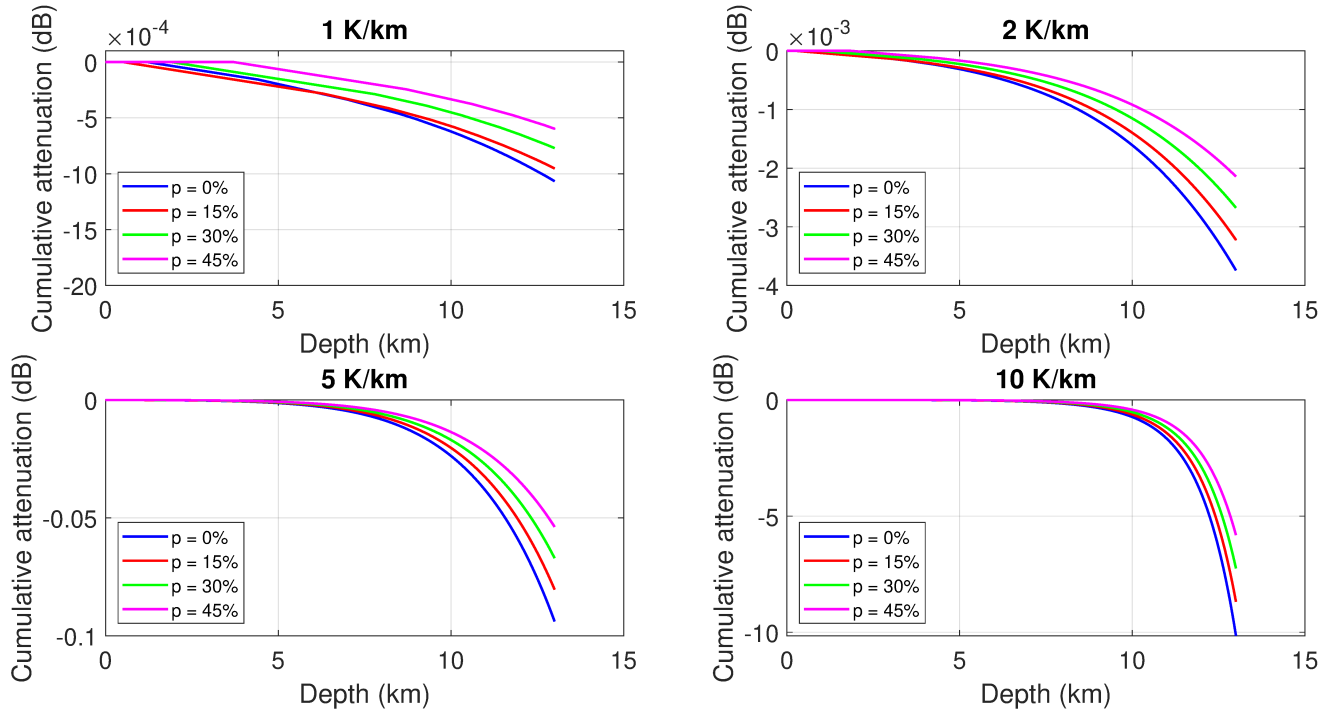 1 K/km
×10-4
Cumulative attenuation (dB)
0
-5
-10
-15
-20
p = 0%
p = 15%
p = 30%
p = 45%
0 5 10 15
Depth (km)
2 K/km
×10-3
Cumulative attenuation (dB)
0
-1
-2
-3
-4
p = 0%
p = 15%
p = 30%
p = 45%
0 5 10 15
Depth (km)
5 K/km
Cumulative attenuation (dB)
0
-0.05
-0.1
p = 0%
p = 15%
p = 30%
p = 45%
0 5 10 15
Depth (km)
10 K/km
Cumulative attenuation (dB)
0
-5
-10
p = 0%
p = 15%
p = 30%
p = 45%
0 5 10 15
Depth (km)